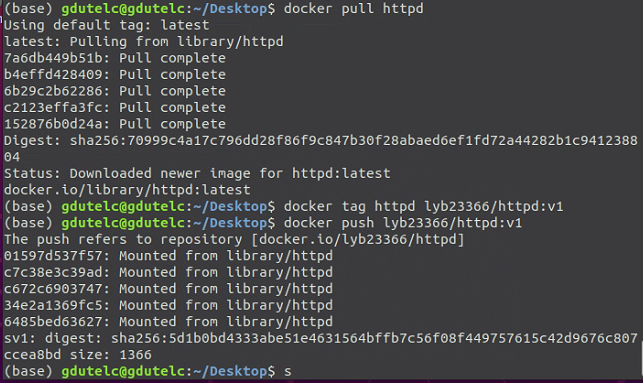 (base) gdutelc@gdutelc:~/Desktop$ docker pull httpd
Using default tag: latest
latest: Pulling from library/httpd
7a6db449b51b: Pull complete
b4effd428409: Pull complete
6b29c2b62286: Pull complete
c2123effa3fc: Pull complete
152876b0d24a: Pull complete
Digest: sha256:70999c4a17c796dd28f86f9c847b30f28abaed6ef1fd72a44282b1c9412388
04
Status: Downloaded newer image for httpd:latest
docker.io/library/httpd:latest
(base) gdutelc@gdutelc:~/Desktop$ docker tag httpd lyb23366/httpd:v1
(base) gdutelc@gdutelc:~/Desktop$ docker push lyb23366/httpd:v1
The push refers to repository [docker.io/lyb23366/httpd]
01597d537f57: Mounted from library/httpd
c7c38e3c39ad: Mounted from library/httpd
c672c6903747: Mounted from library/httpd
34e2a1369fc5: Mounted from library/httpd
6485bed63627: Mounted from library/httpd
sv1: digest: sha256:5d1b0bd4333abe51e4631564bffb7c56f08f449757615c42d9676c807
ccea8bd size: 1366
(base) gdutelc@gdutelc:~/Desktop$ s